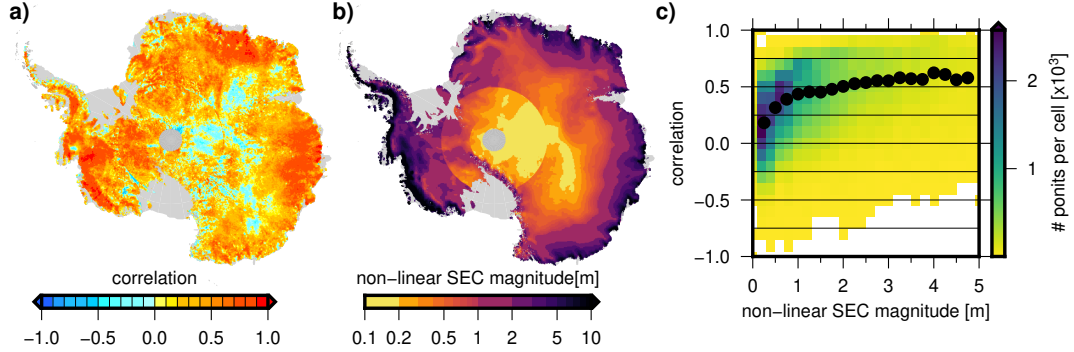 a)
b)
c)
correlation
−1.0 −0.5 0.0 0.5 1.0
non−linear SEC magnitude[m]
0.1 0.2 0.5 1 2 5 10
correlation
1.0
0.5
0.0
−0.5
−1.0
0 1 2 3 4 5
non−linear SEC magnitude [m]
# ponits per cell [x10³]
2
1